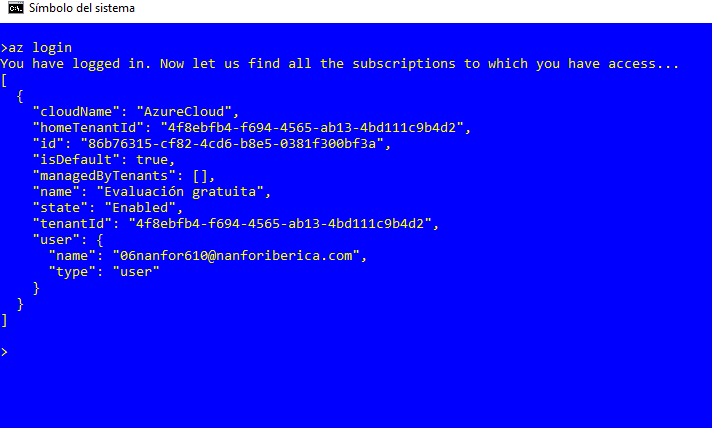 Símbolo del sistema
>az login
You have logged in. Now let us find all the subscriptions to which you have access...
[
  {
    "cloudName": "AzureCloud",
    "homeTenantId": "4f8ebfb4-f694-4565-ab13-4bd111c9b4d2",
    "id": "86b76315-cf82-4cd6-b8e5-0381f300bf3a",
    "isDefault": true,
    "managedByTenants": [],
    "name": "Evaluación gratuita",
    "state": "Enabled",
    "tenantId": "4f8ebfb4-f694-4565-ab13-4bd111c9b4d2",
    "user": {
      "name": "06nanfor610@nanforiberica.com",
      "type": "user"
    }
  }
]
>